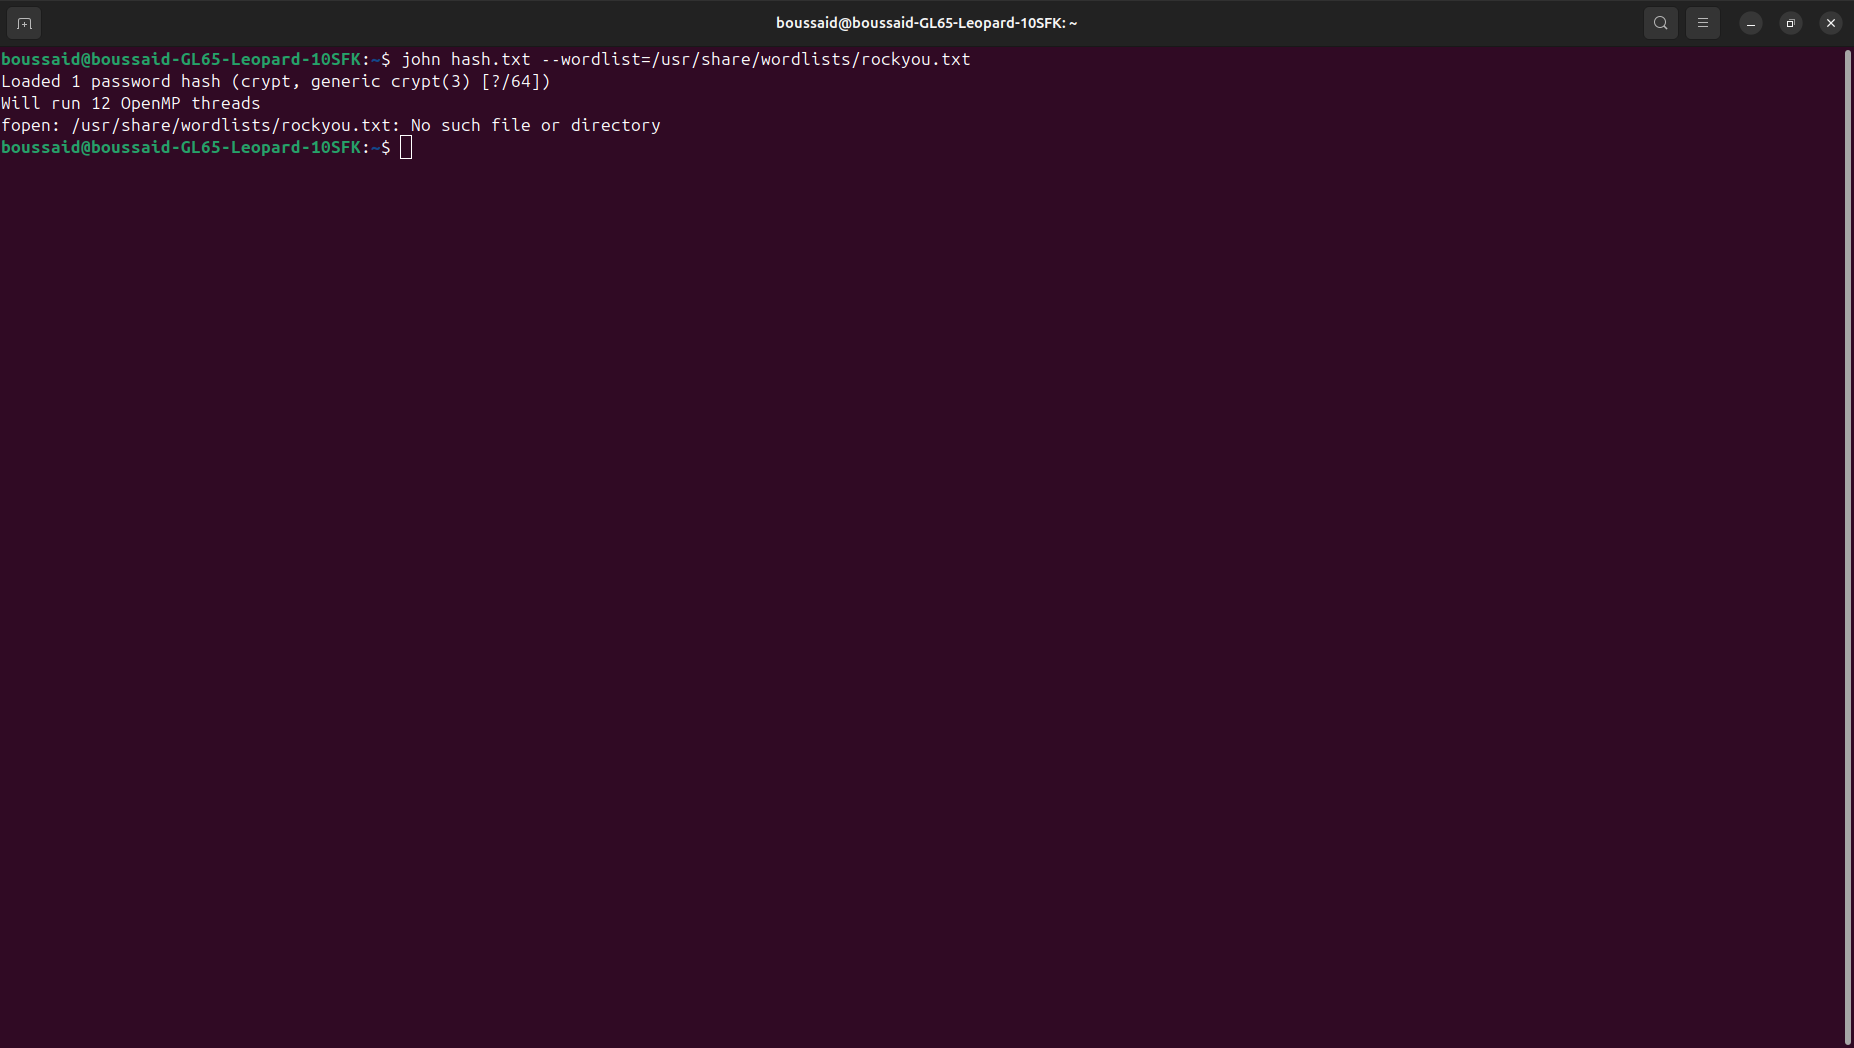 boussaid@boussaid-GL65-Leopard-10SFK: ~
boussaid@boussaid-GL65-Leopard-10SFK:~$ john hash.txt --wordlist=/usr/share/wordlists/rockyou.txt
Loaded 1 password hash (crypt, generic crypt(3) [?/64])
Will run 12 OpenMP threads
fopen: /usr/share/wordlists/rockyou.txt: No such file or directory
boussaid@boussaid-GL65-Leopard-10SFK:~$